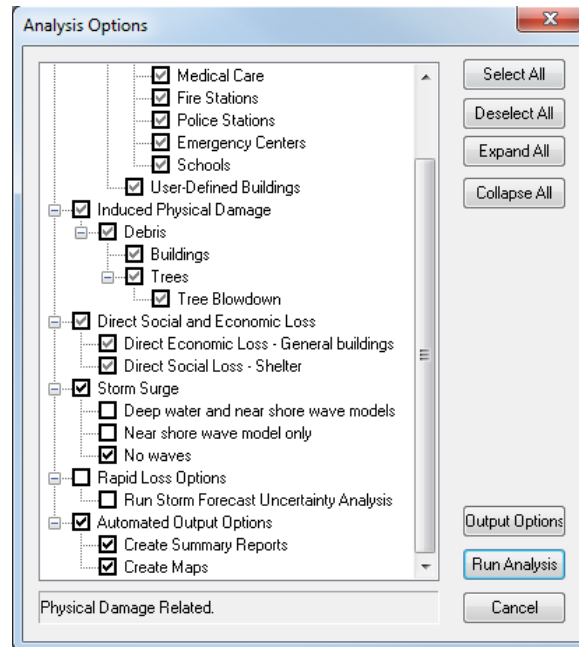 Analysis Options
Medical Care
Fire Stations
Police Stations
Emergency Centers
Schools
User-Defined Buildings
Induced Physical Damage
Debris
Buildings
Trees
Tree Blowdown
Direct Social and Economic Loss
Direct Economic Loss - General buildings
Direct Social Loss - Shelter
Storm Surge
Deep water and near shore wave models
Near shore wave model only
No waves
Rapid Loss Options
Run Storm Forecast Uncertainty Analysis
Automated Output Options
Create Summary Reports
Create Maps
Physical Damage Related.
Select All
Deselect All
Expand All
Collapse All
Output Options
Run Analysis
Cancel